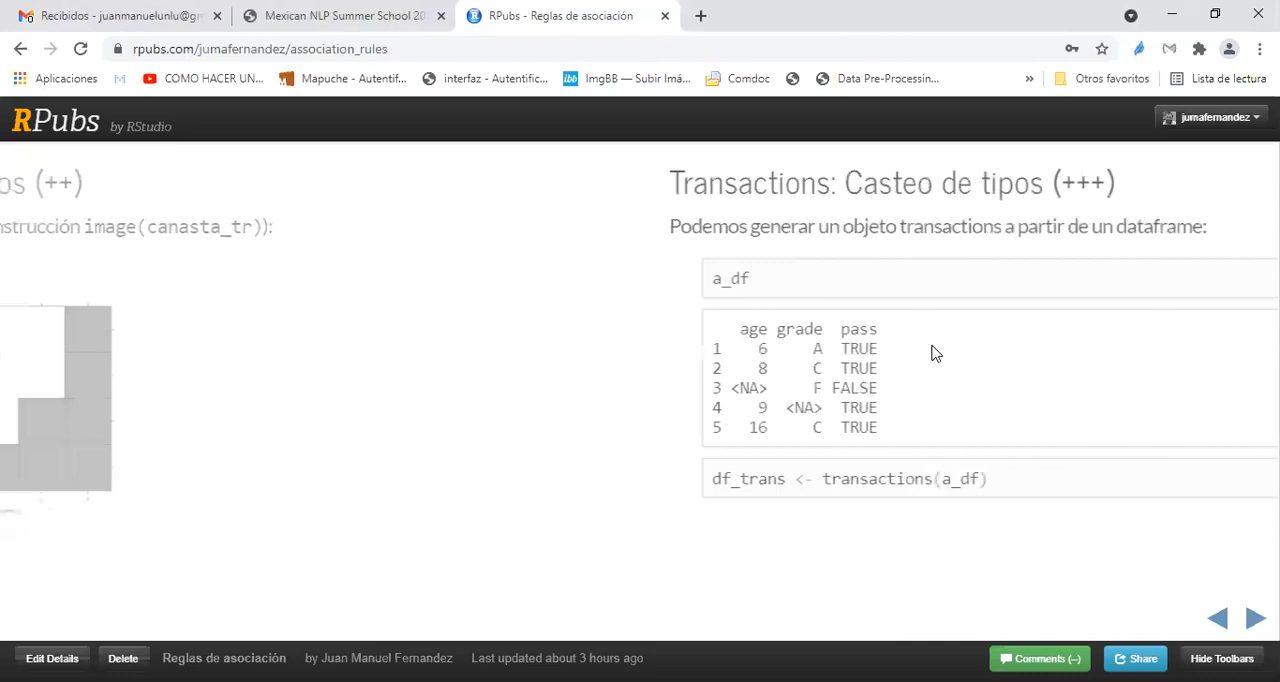 Recibidos - juanmanuelunlu@gm
Mexican NLP Summer School 20
RPubs - Reglas de asociación
rpubs.com/jumafernandez/association_rules
Aplicaciones
COMO HACER UN...
Mapuche - Autentif...
interfaz - Autentific...
ibb
ImgBB — Subir Imá...
Comdoc
Data Pre-Processin...
»
Otros favoritos
Lista de lectura
RPubs by RStudio
jumafernandez
os (++)
Transactions: Casteo de tipos (+++)
nstrucción image(canasta_tr)):
Podemos generar un objeto transactions a partir de un dataframe:
a_df
age grade pass
1 6 A TRUE
2 8 C TRUE
3 <NA> F FALSE
4 9 <NA> TRUE
5 16 C TRUE
df_trans <- transactions(a_df)
Edit Details
Delete
Reglas de asociación
by Juan Manuel Fernandez
Last updated about 3 hours ago
Comments (–)
Share
Hide Toolbars